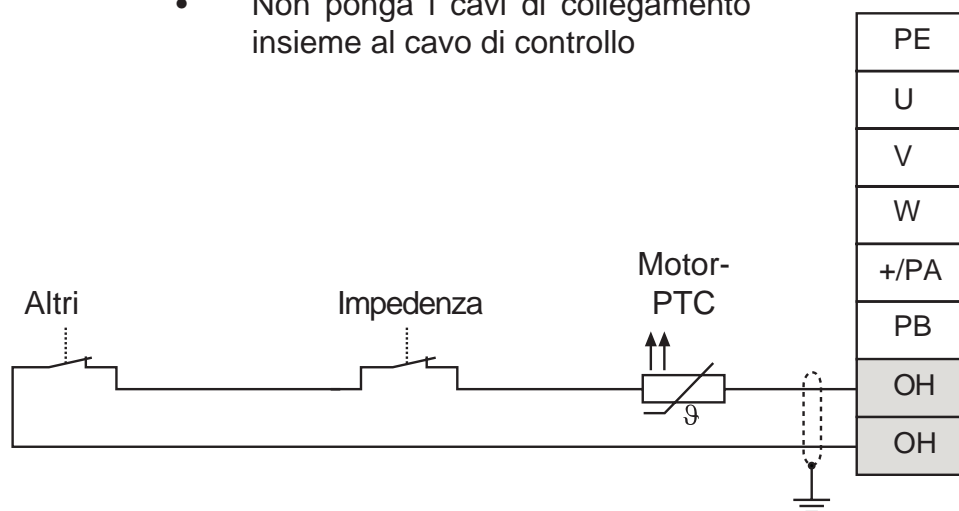 • Non ponga i cavi di collegamento
insieme al cavo di controllo
PE
U
V
W
+/PA
PB
OH
OH
Altri
Impedenza
Motor-
PTC
ϑ